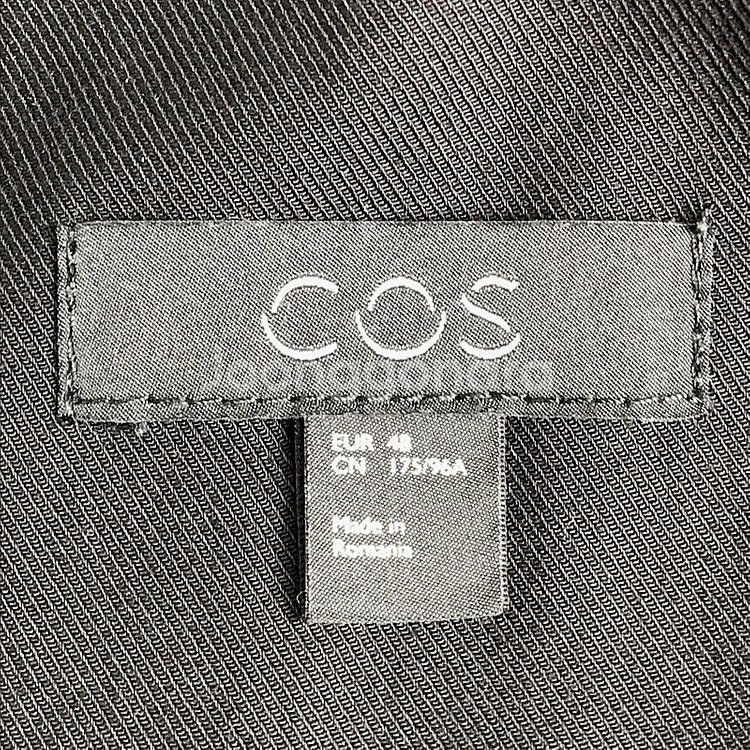 COS
EUR 48
CN 175/96A
Made in
Romania